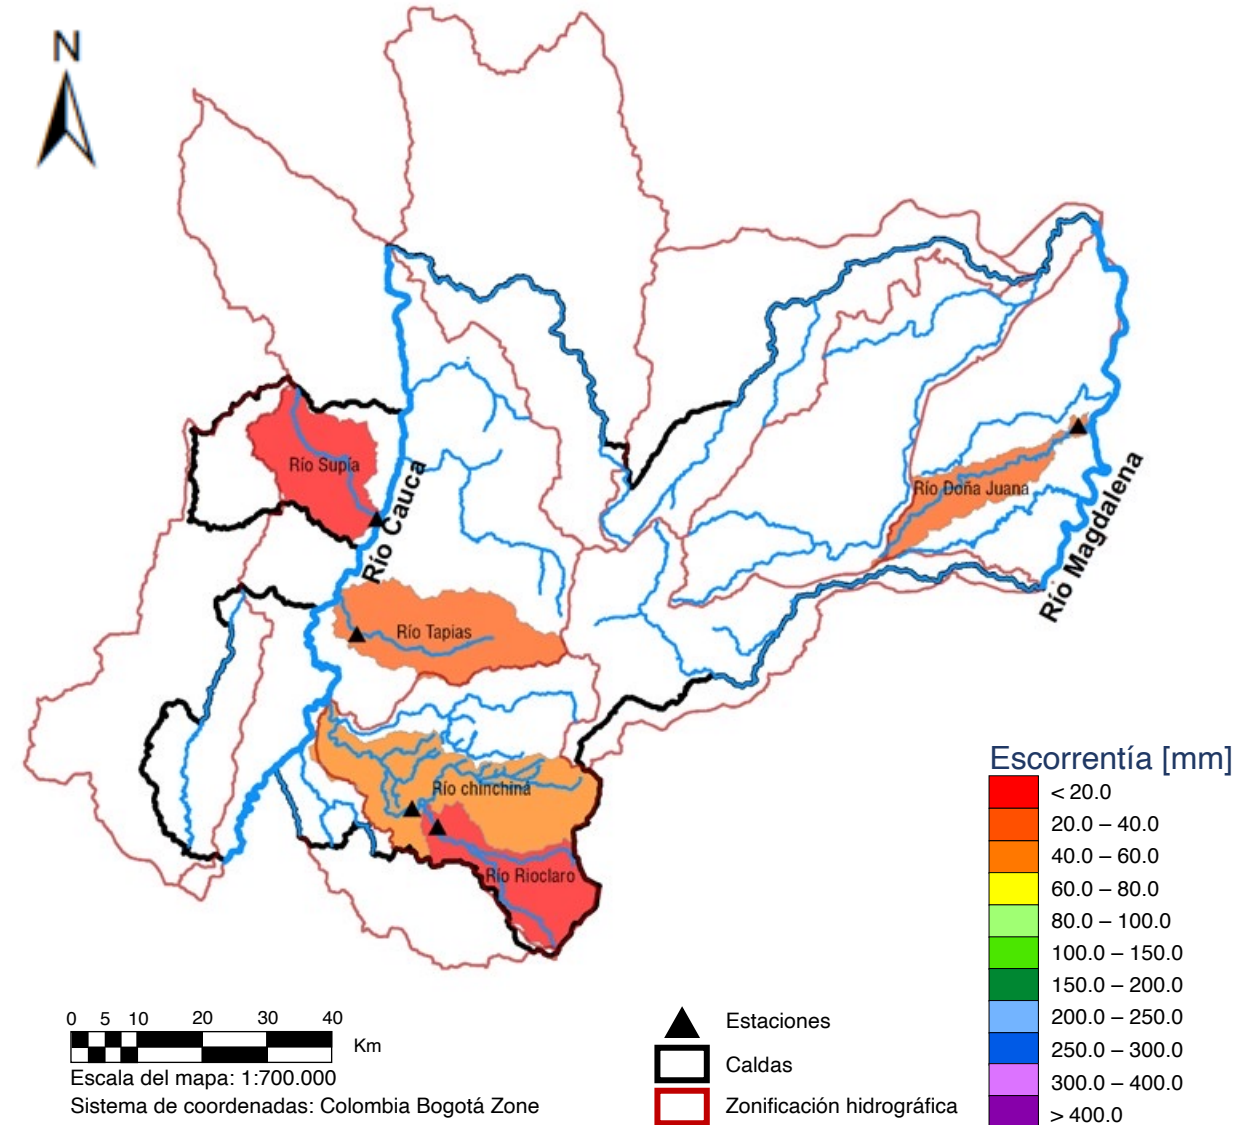 N
Río Supía
Río Cauca
Río Doña Juana
Río Magdalena
Río Tapias
Río chinchiná
Río Rioclaro
Escorrentía [mm]
< 20.0
20.0 – 40.0
40.0 – 60.0
60.0 – 80.0
80.0 – 100.0
100.0 – 150.0
150.0 – 200.0
200.0 – 250.0
250.0 – 300.0
300.0 – 400.0
> 400.0
0 5 10 20 30 40
Km
Escala del mapa: 1:700.000
Sistema de coordenadas: Colombia Bogotá Zone
Estaciones
Caldas
Zonificación hidrográfica